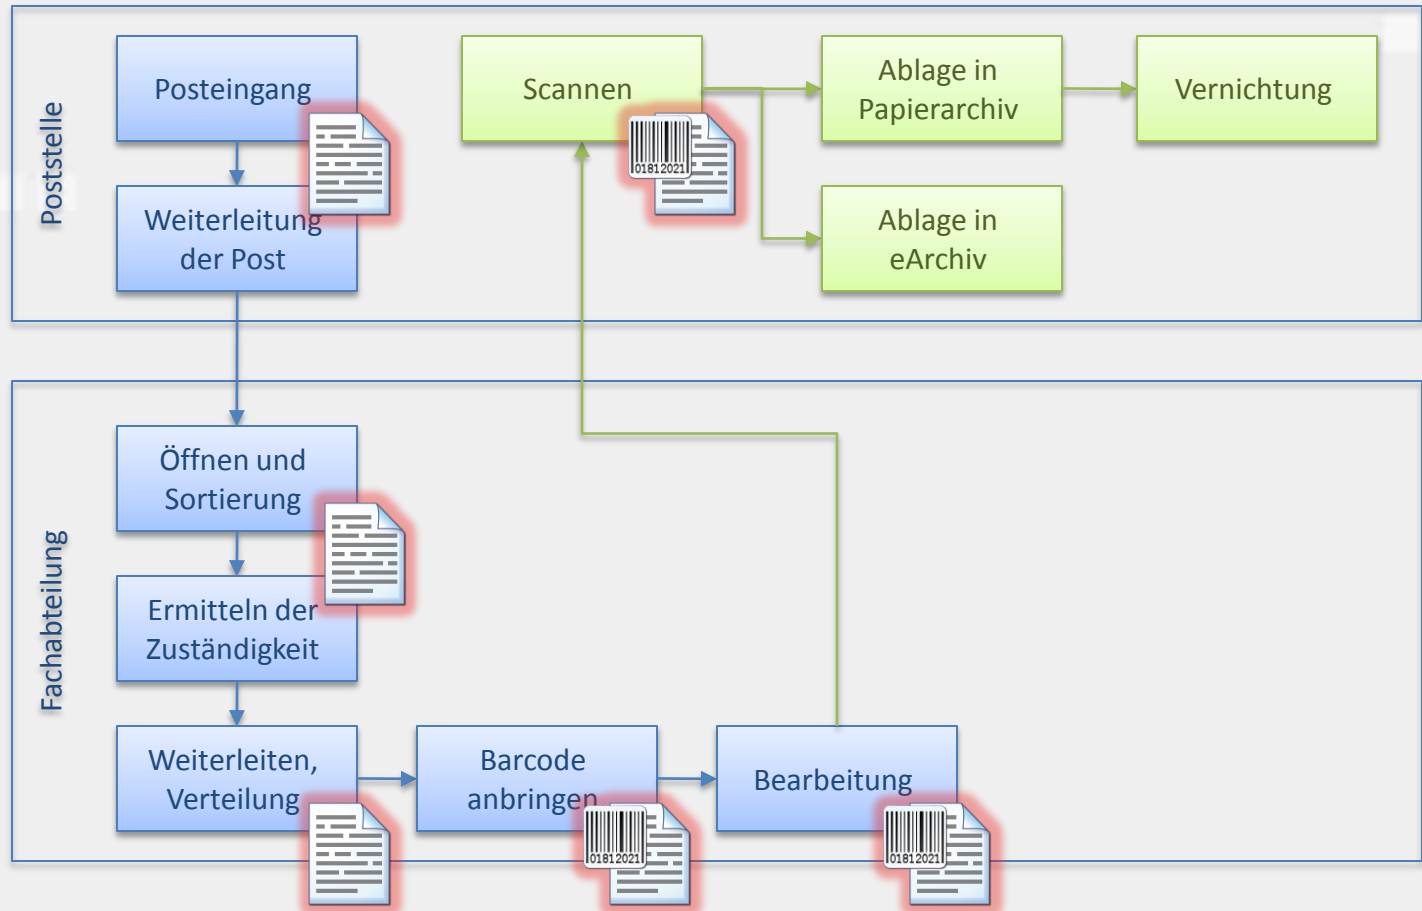 Poststelle
Posteingang
Scannen
Ablage in
Papierarchiv
Vernichtung
01812021
Weiterleitung
der Post
Ablage in
eArchiv
Fachabteilung
Öffnen und
Sortierung
Ermitteln der
Zuständigkeit
Weiterleiten,
Verteilung
Barcode
anbringen
01812021
Bearbeitung
01812021